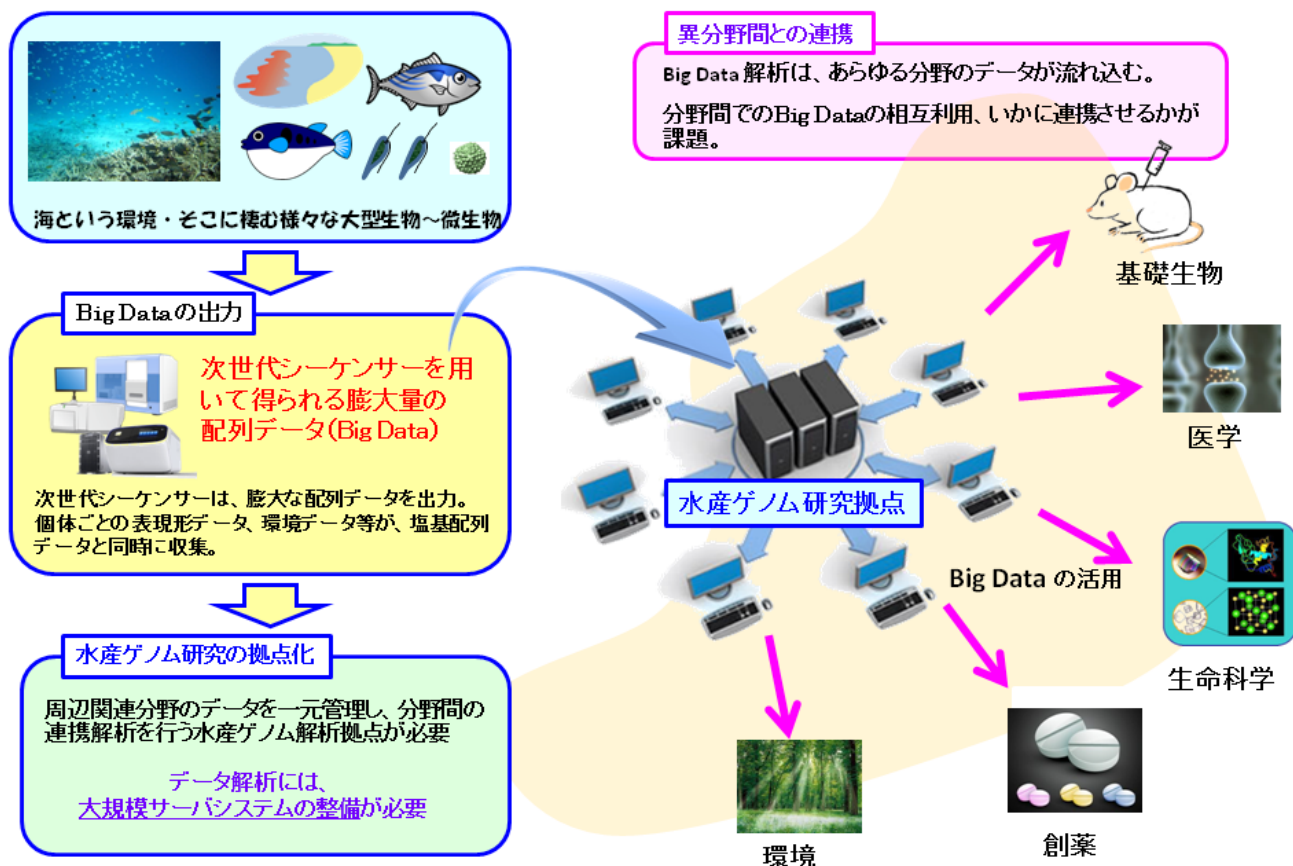 海という環境・そこに棲む様々な大型生物～微生物
Big Dataの出力
次世代シーケンサーを用
いて得られる膨大量の
配列データ(Big Data)
次世代シーケンサーは、膨大な配列データを出力。
個体ごとの表現形データ、環境データ等が、塩基配列
データと同時に収集。
水産ゲノム研究の拠点化
周辺関連分野のデータを一元管理し、分野間の
連携解析を行う水産ゲノム解析拠点が必要
データ解析には、
大規模サーバシステムの整備が必要
異分野間との連携
Big Data 解析は、あらゆる分野のデータが流れ込む。
分野間でのBig Dataの相互利用、いかに連携させるかが
課題。
水産ゲノム研究拠点
Big Data の活用
基礎生物
医学
生命科学
創薬
環境